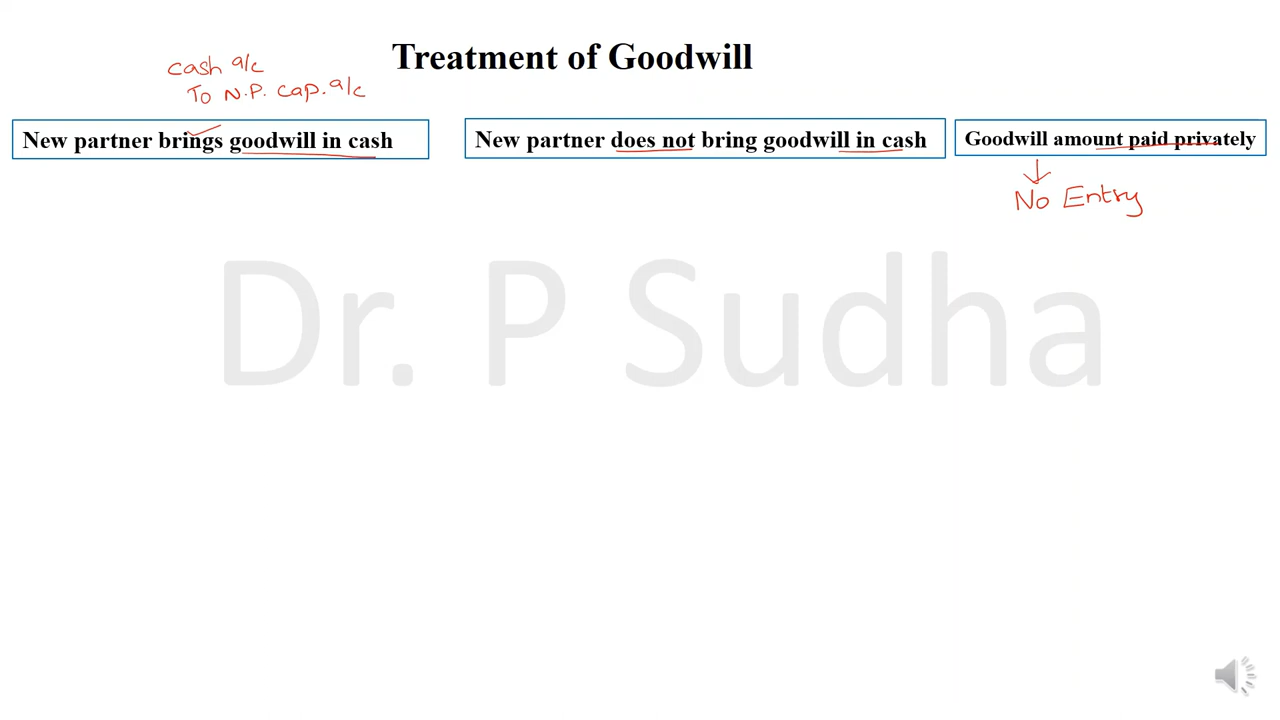 Treatment of Goodwill
cash a/c
To N.P. cap. a/c
New partner brings goodwill in cash
New partner does not bring goodwill in cash
Goodwill amount paid privately
No Entry
Dr. P Sudha